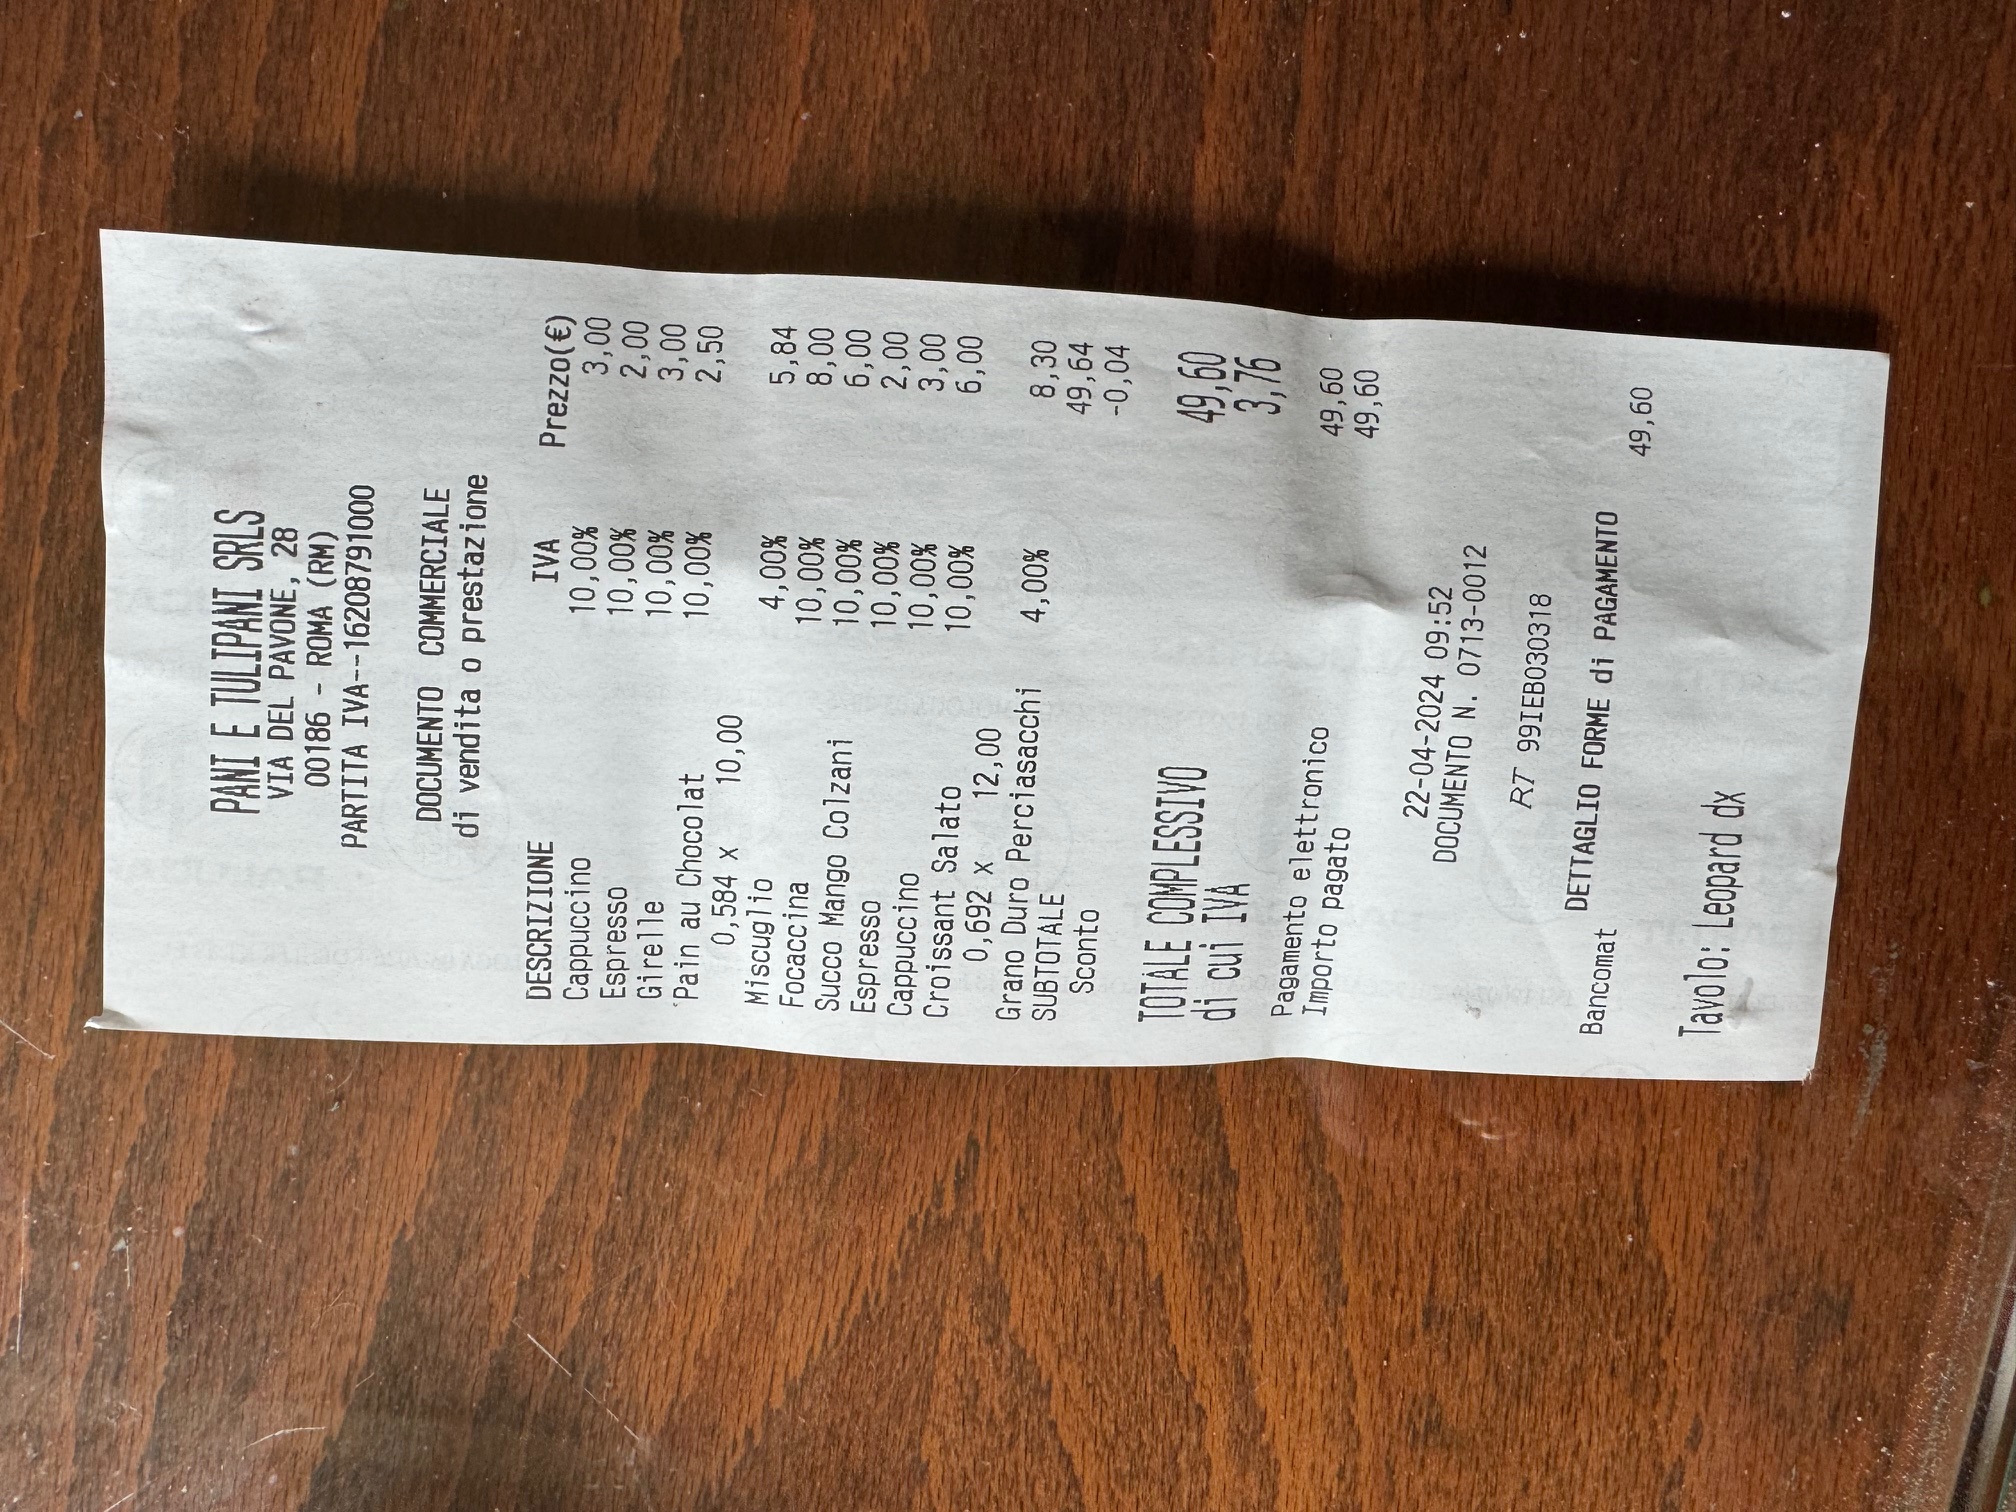 PANI E TULIPANI SRLS
VIA DEL PAVONE, 28
00186 - ROMA (RM)
PARTITA IVA--16208791000
DOCUMENTO COMMERCIALE
di vendita o prestazione
DESCRIZIONE IVA Prezzo(€)
Cappuccino 10,00% 3,00
Espresso 10,00% 2,00
Girelle 10,00% 3,00
Pain au Chocolat 10,00% 2,50
0,584 x 10,00
Miscuglio 4,00% 5,84
Focaccina 10,00% 8,00
Succo Mango Colzani 10,00% 6,00
Espresso 10,00% 2,00
Cappuccino 10,00% 3,00
Croissant Salato 10,00% 6,00
0,692 x 12,00
Grano Duro Perciasacchi 4,00% 8,30
SUBTOTALE 49,64
Sconto -0,04
TOTALE COMPLESSIVO 49,60
di cui IVA 3,76
Pagamento elettronico 49,60
Importo pagato 49,60
22-04-2024 09:52
DOCUMENTO N. 0713-0012
RT 99IEB030318
DETTAGLIO FORME di PAGAMENTO
Bancomat 49,60
Tavolo: Leopard dx